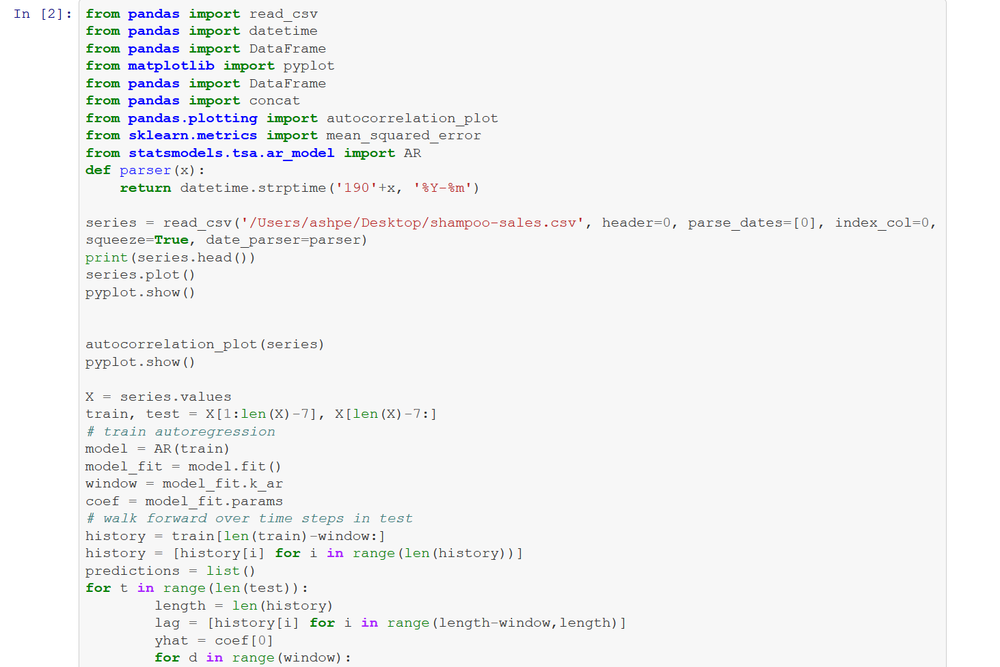 In [2]: from pandas import read_csv
from pandas import datetime
from pandas import DataFrame
from matplotlib import pyplot
from pandas import DataFrame
from pandas import concat
from pandas.plotting import autocorrelation_plot
from sklearn.metrics import mean_squared_error
from statsmodels.tsa.ar_model import AR
def parser(x):
    return datetime.strptime('190'+x, '%Y-%m')
series = read_csv('/Users/ashpe/Desktop/shampoo-sales.csv', header=0, parse_dates=[0], index_col=0,
squeeze=True, date_parser=parser)
print(series.head())
series.plot()
pyplot.show()
autocorrelation_plot(series)
pyplot.show()
X = series.values
train, test = X[1:len(X)-7], X[len(X)-7:]
# train autoregression
model = AR(train)
model_fit = model.fit()
window = model_fit.k_ar
coef = model_fit.params
# walk forward over time steps in test
history = train[len(train)-window:]
history = [history[i] for i in range(len(history))]
predictions = list()
for t in range(len(test)):
        length = len(history)
        lag = [history[i] for i in range(length-window,length)]
        yhat = coef[0]
        for d in range(window):